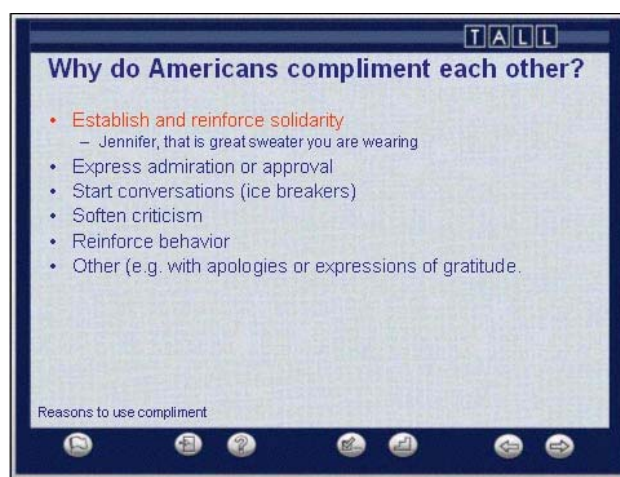 TALL
Why do Americans compliment each other?
• Establish and reinforce solidarity
– Jennifer, that is great sweater you are wearing
• Express admiration or approval
• Start conversations (ice breakers)
• Soften criticism
• Reinforce behavior
• Other (e.g. with apologies or expressions of gratitude.
Reasons to use compliment